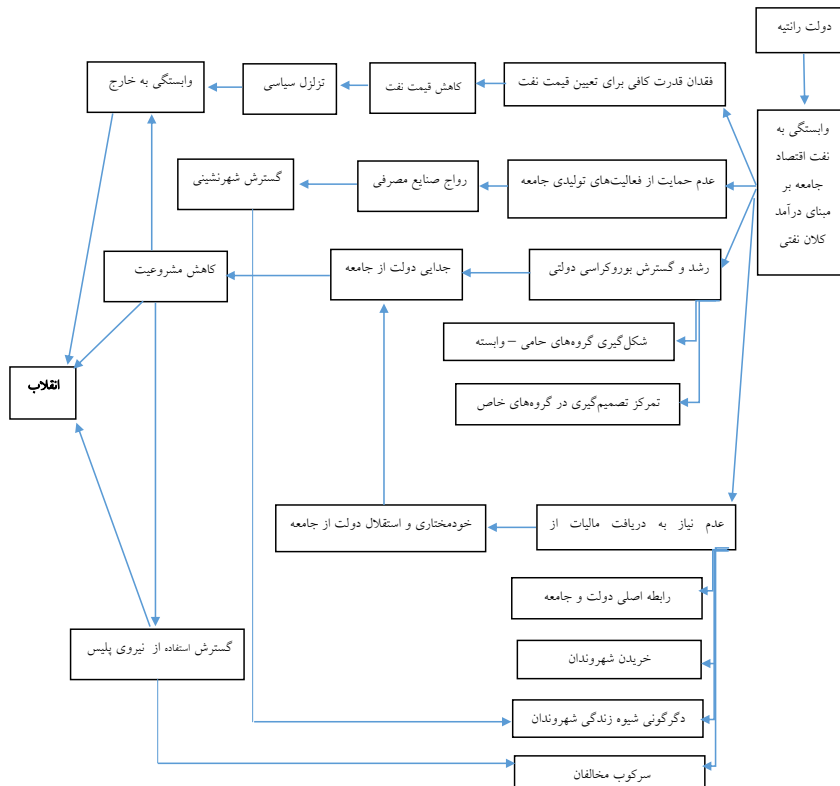 دولت رانتیه
وابستگی به
نفت اقتصاد
جامعه بر
مبنای درآمد
کلان نفتی
فقدان قدرت کافی برای تعیین قیمت نفت
کاهش قیمت نفت
تزلزل سیاسی
وابستگی به خارج
عدم حمایت از فعالیت‌های تولیدی جامعه
رواج صنایع مصرفی
گسترش شهرنشینی
رشد و گسترش بوروکراسی دولتی
جدایی دولت از جامعه
کاهش مشروعیت
شکل‌گیری گروه‌های حامی – وابسته
تمرکز تصمیم‌گیری در گروه‌های خاص
انقلاب
عدم نیاز به دریافت مالیات از
خودمختاری و استقلال دولت از جامعه
رابطه اصلی دولت و جامعه
گسترش استفاده از نیروی پلیس
خریدن شهروندان
دگرگونی شیوه زندگی شهروندان
سرکوب مخالفان